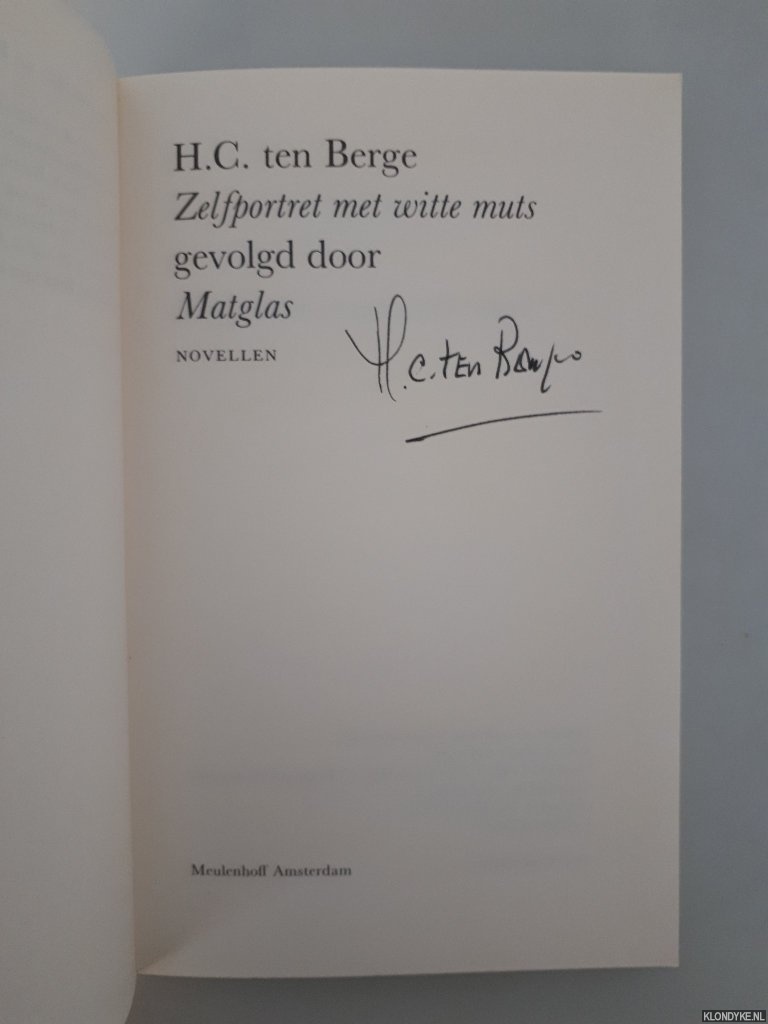 H.C. ten Berge
Zelfportret met witte muts
gevolgd door
Matglas
NOVELLEN
H.C. ten Berge
Meulenhoff Amsterdam
KLONDYKE.NL